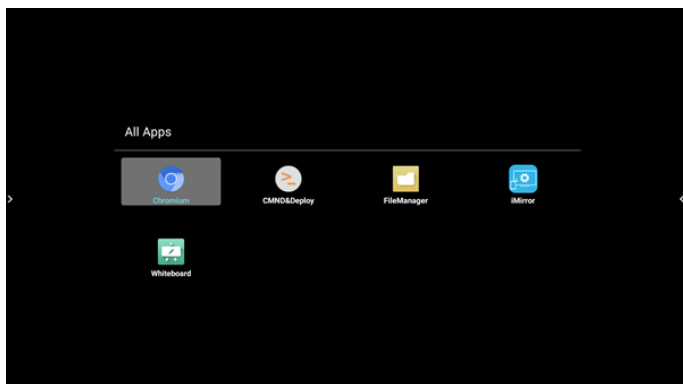 All Apps
Chromium
CMND&Deploy
FileManager
iMirror
Whiteboard